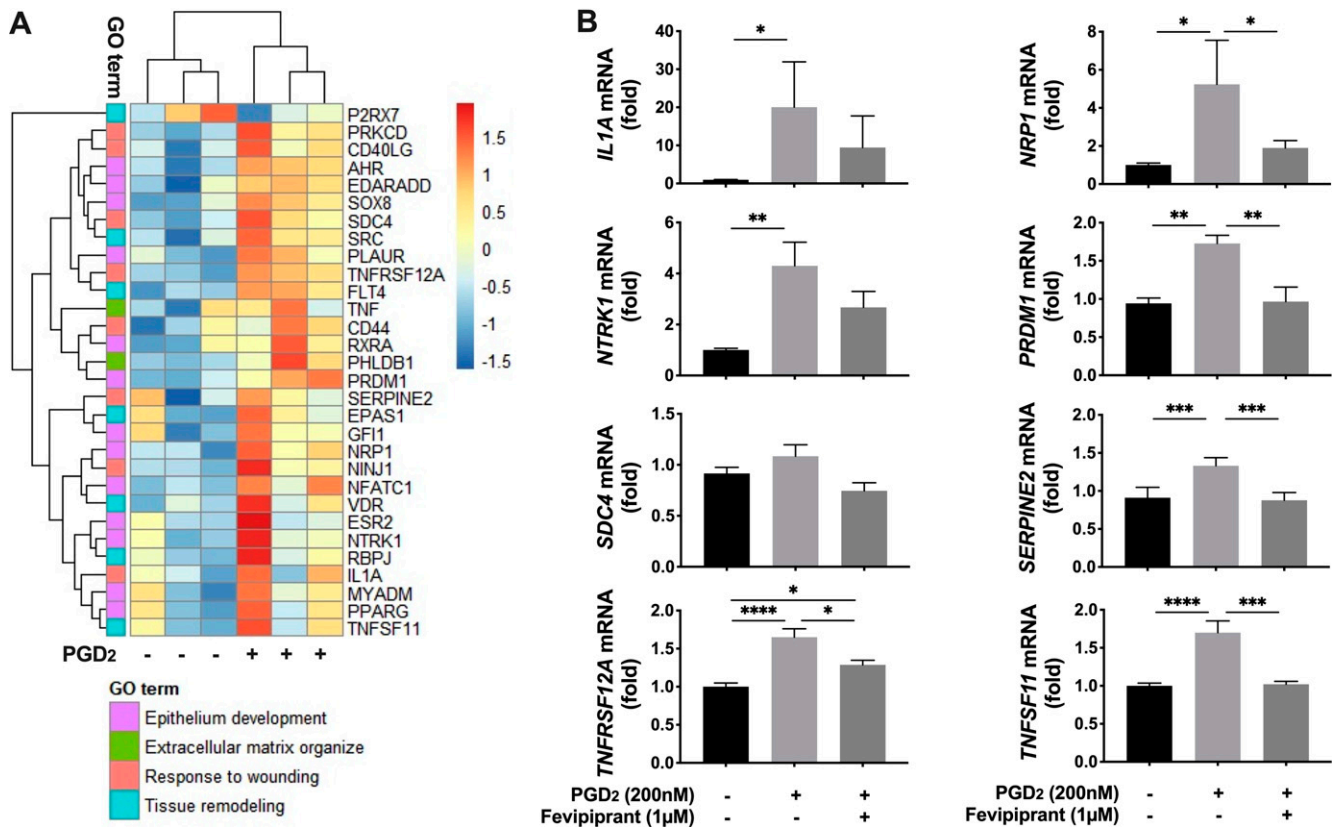 A
GO term
P2RX7
PRKCD
CD40LG
AHR
EDARADD
SOX8
SDC4
SRC
PLAUR
TNFRSF12A
FLT4
TNF
CD44
RXRA
PHLDB1
PRDM1
SERPINE2
EPAS1
GFI1
NRP1
NINJ1
NFATC1
VDR
ESR2
NTRK1
RBPJ
IL1A
MYADM
PPARG
TNFSF11
1.5
1
0.5
0
-0.5
-1
-1.5
PGD2 - - - + + +
GO term
Epithelium development
Extracellular matrix organize
Response to wounding
Tissue remodeling
B
IL1A mRNA
(fold)
40
30
20
10
0
*
NRP1 mRNA
(fold)
8
6
4
2
0
* *
NTRK1 mRNA
(fold)
6
4
2
0
**
PRDM1 mRNA
(fold)
2.0
1.5
1.0
0.5
0.0
** **
SDC4 mRNA
(fold)
1.5
1.0
0.5
0.0
SERPINE2 mRNA
(fold)
2.0
1.5
1.0
0.5
0.0
*** ***
TNFRSF12A mRNA
(fold)
2.0
1.5
1.0
0.5
0.0
*
**** *
TNFSF11 mRNA
(fold)
2.0
1.5
1.0
0.5
0.0
**** ***
PGD2 (200nM) - + +
Fevipiprant (1µM) - - +
- + +
- - +